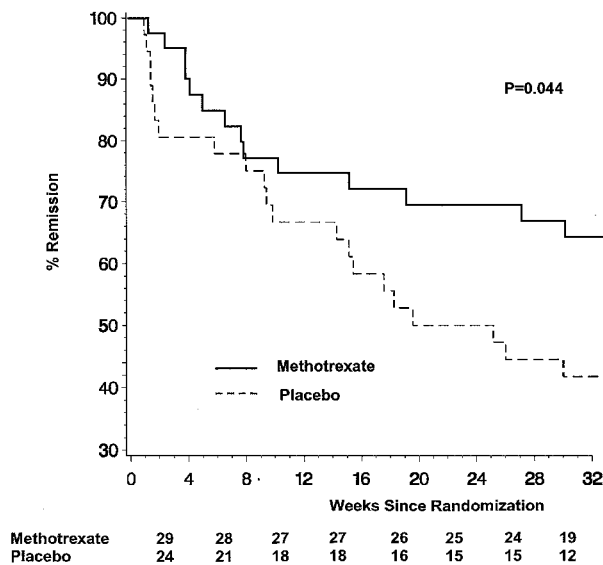 100
90
P=0.044
80
70
% Remission
60
50
Methotrexate
40
Placebo
30
0 4 8 12 16 20 24 28 32
Weeks Since Randomization
Methotrexate 29 28 27 27 26 25 24 19
Placebo 24 21 18 18 16 15 15 12